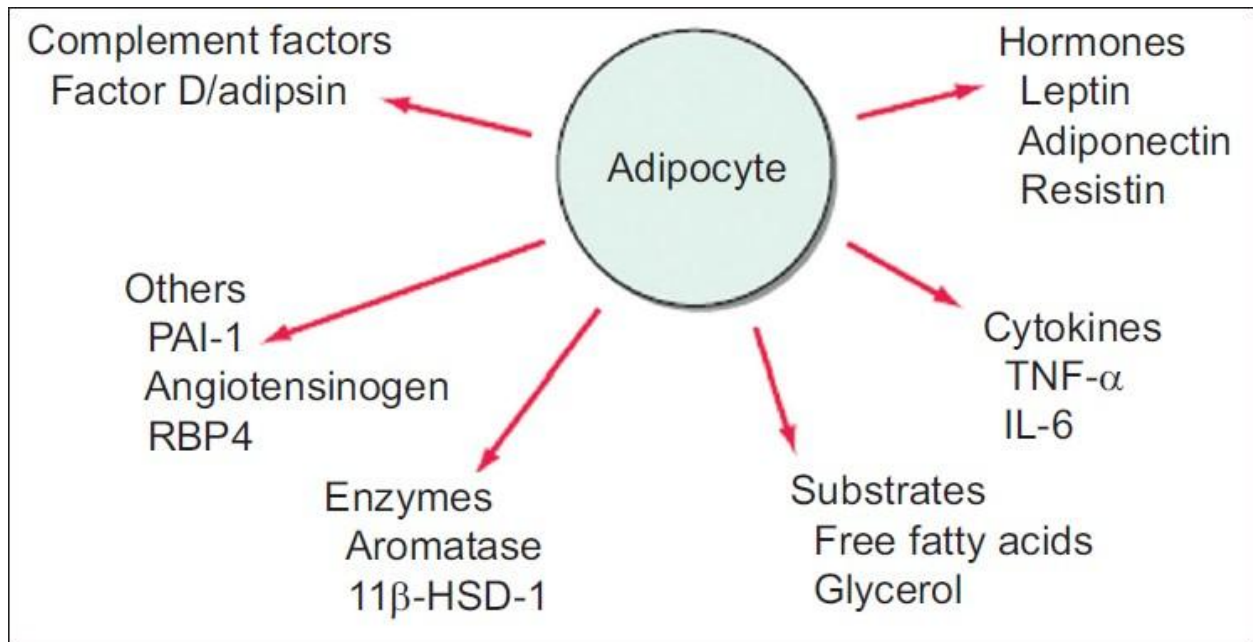 Complement factors
Factor D/adipsin
Adipocyte
Hormones
Leptin
Adiponectin
Resistin
Others
PAI-1
Angiotensinogen
RBP4
Cytokines
TNF-α
IL-6
Enzymes
Aromatase
11β-HSD-1
Substrates
Free fatty acids
Glycerol